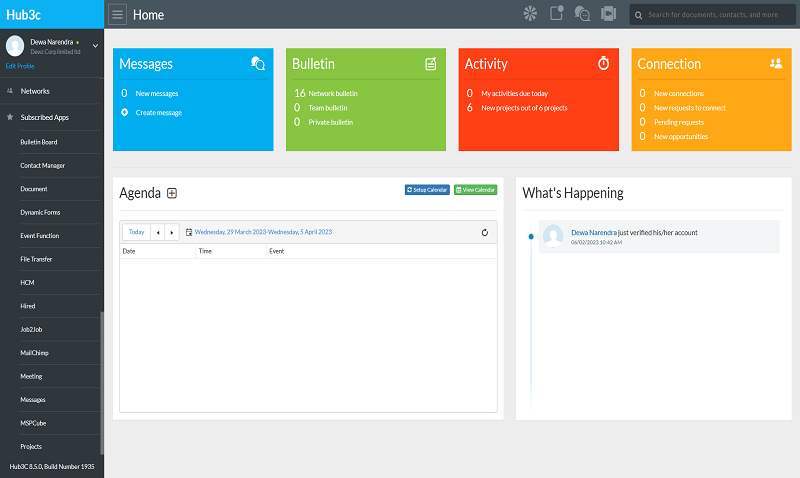 Hub3c
Home
Search for documents, contacts, and more
Dewa Narendra
Dewz Corp limited ltd
Edit Profile
Networks
Subscribed Apps
Bulletin Board
Contact Manager
Document
Dynamic Forms
Event Function
File Transfer
HCM
Hired
Job2Job
MailChimp
Meeting
Messages
MSPCube
Projects
Hub3C 8.5.0, Build Number 1935
Messages
0 New messages
Create message
Bulletin
16 Network bulletin
0 Team bulletin
0 Private bulletin
Activity
0 My activities due today
6 New projects out of 6 projects
Connection
0 New connections
0 New requests to connect
0 Pending requests
0 New opportunities
Agenda
Setup Calendar
View Calendar
Today
Wednesday, 29 March 2023-Wednesday, 5 April 2023
Date Time Event
What's Happening
Dewa Narendra just verified his/her account
06/02/2023 10:42 AM